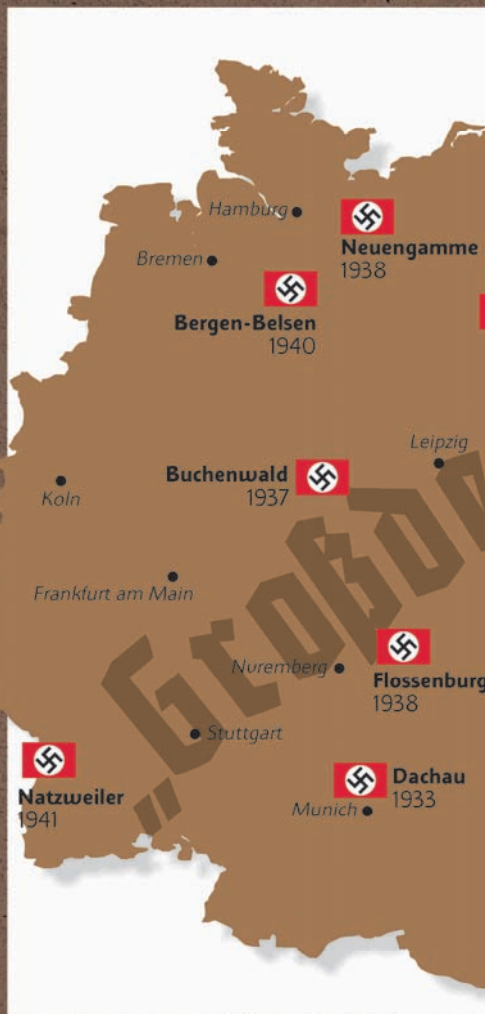 Hamburg
Neuengamme
1938
Bremen
Bergen-Belsen
1940
Leipzig
Buchenwald
1937
Koln
Frankfurt am Main
„Großd
Nuremberg
Flossenburg
1938
Stuttgart
Natzweiler
1941
Dachau
1933
Munich